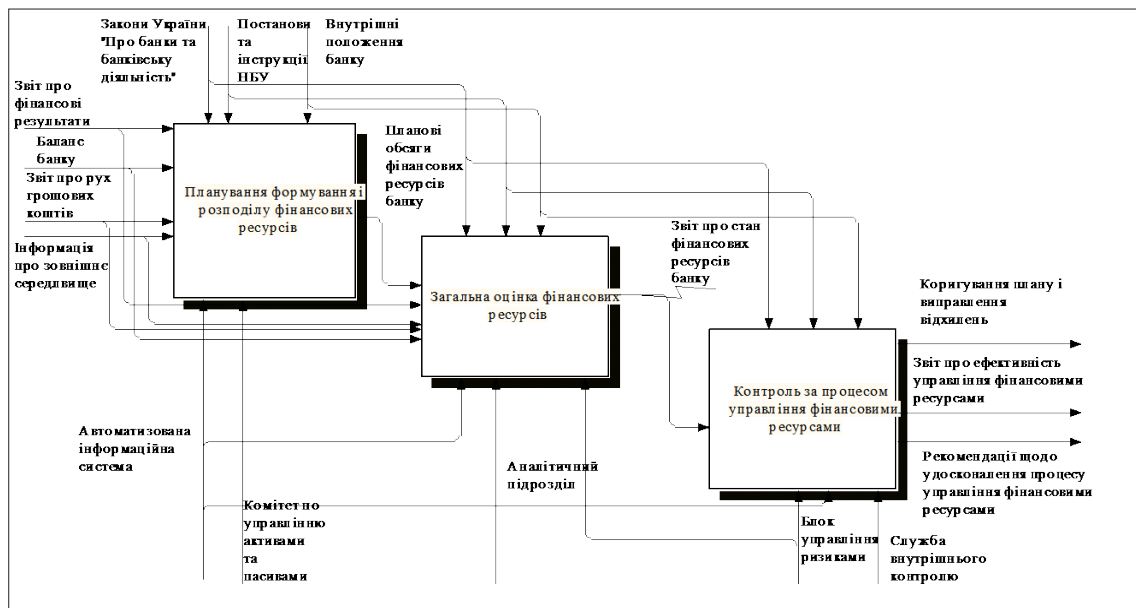 Закони України
"Про банки та
банківську
діяльність"
Постанови
та
інструкції
НБУ
Внутрішні
положення
банку
Звіт про
фінансові
результати
Баланс
банку
Звіт про рух
грошових
коштів
Інформація
про зовнішнє
середлвище
Планування формування і
розподілу фінансових
ресурсів
Планові
обсяги
фінансових
ресурсів
банку
Загальна оцінка фінансових
ресурсів
Звіт про стан
фінансових
ресурсів
банку
Контроль за процесом
управління фінансовими
ресурсами
Коригування плану і
виправлення
відхилень
Звіт про ефективність
управління фінансовими
ресурсами
Рекомендації щодо
удосконалення процесу
управління фінансовими
ресурсами
Автоматизована
інформаційна
система
Комітет по
управлінню
активами
та
пасивами
Аналітичний
підрозділ
Блок
управління
ризиками
Служба
внутрішнього
контролю